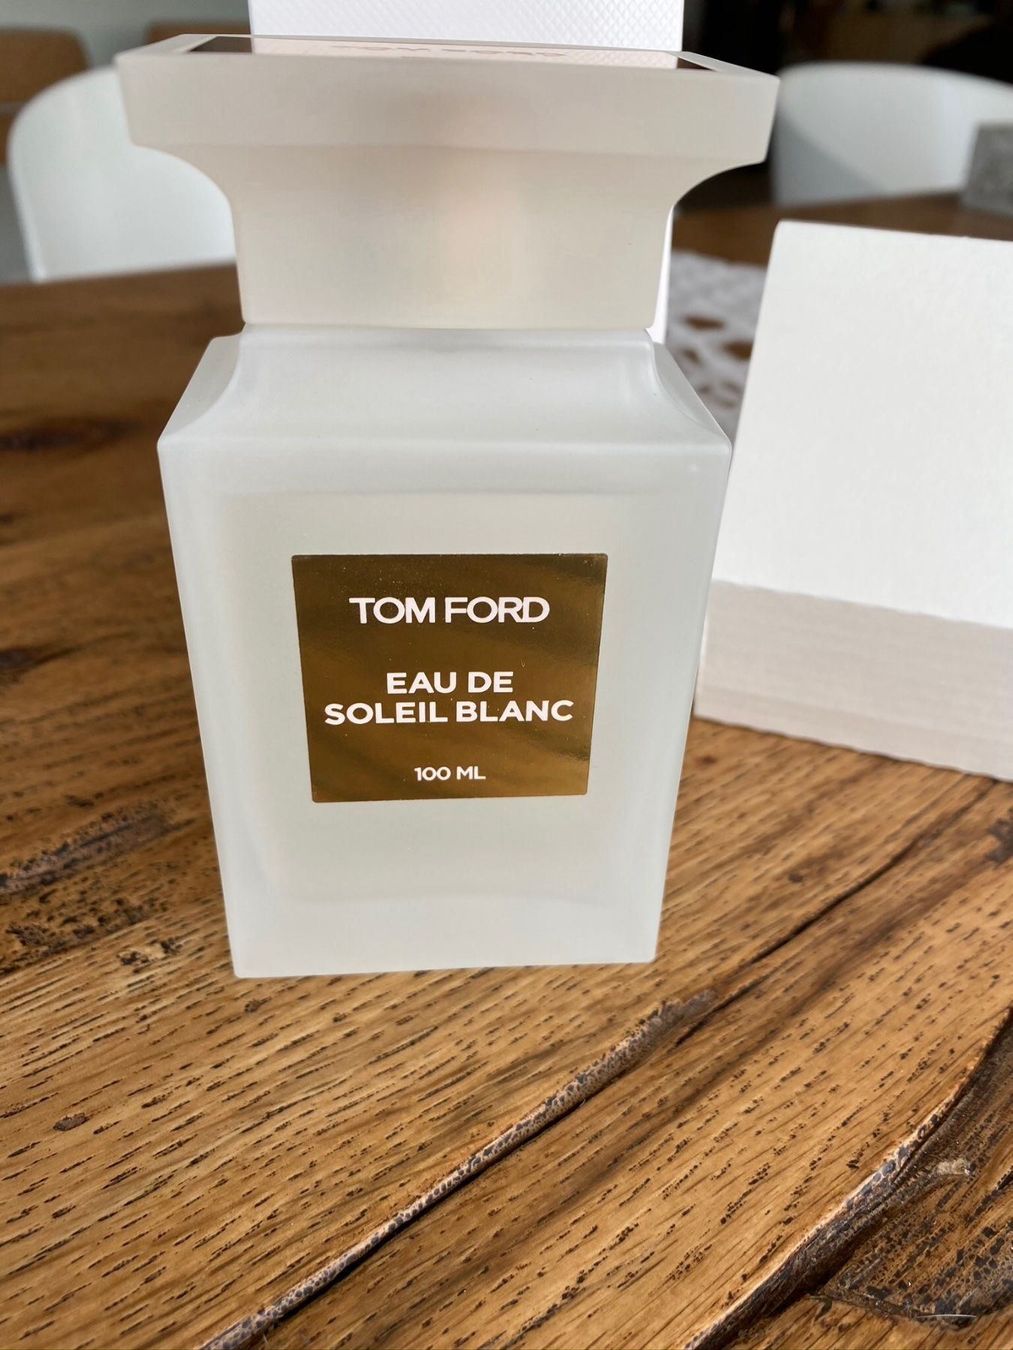 TOM FORD
EAU DE
SOLEIL BLANC
100 ML